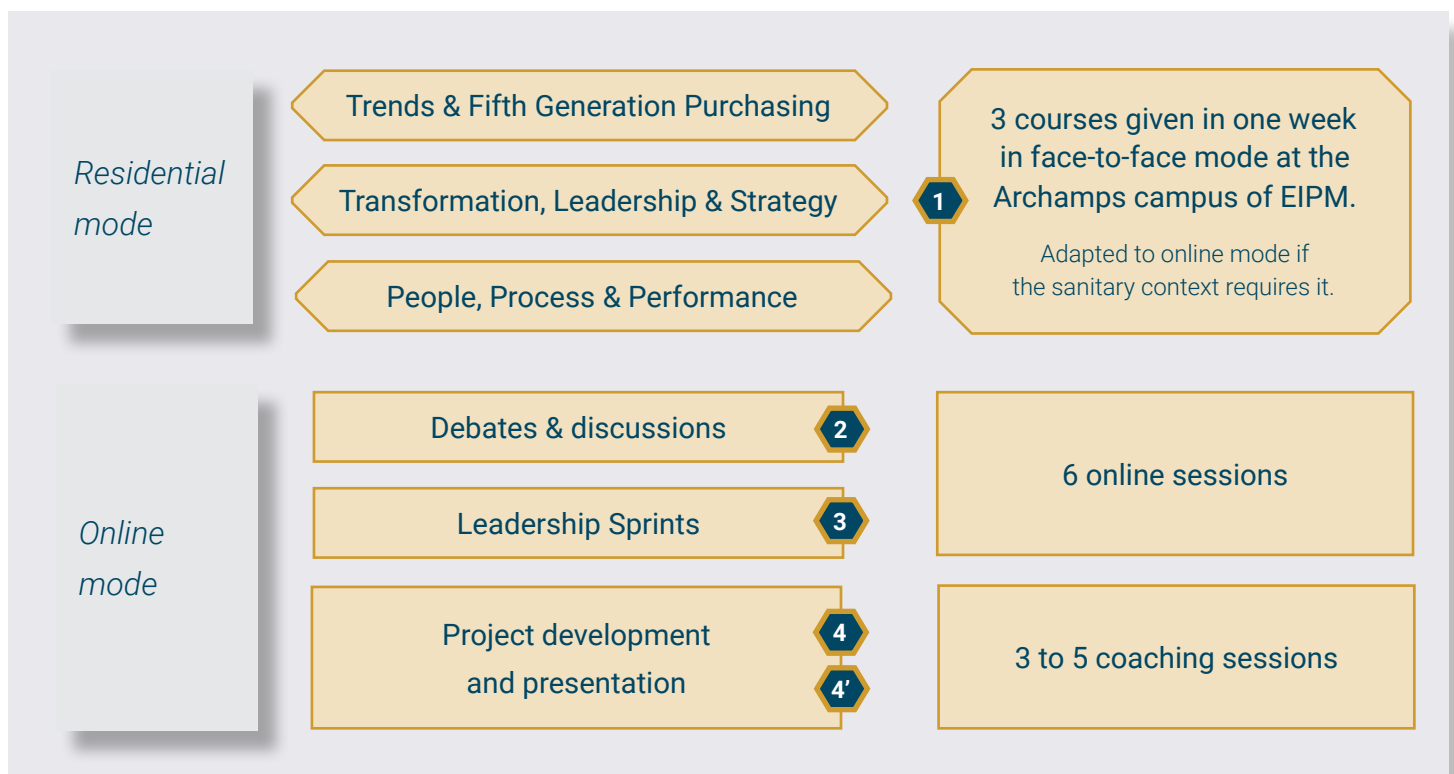 Residential
mode
Trends & Fifth Generation Purchasing
Transformation, Leadership & Strategy
People, Process & Performance
1
3 courses given in one week
in face-to-face mode at the
Archamps campus of EIPM.
Adapted to online mode if
the sanitary context requires it.
Online
mode
Debates & discussions
2
Leadership Sprints
3
6 online sessions
Project development
and presentation
4
4’
3 to 5 coaching sessions